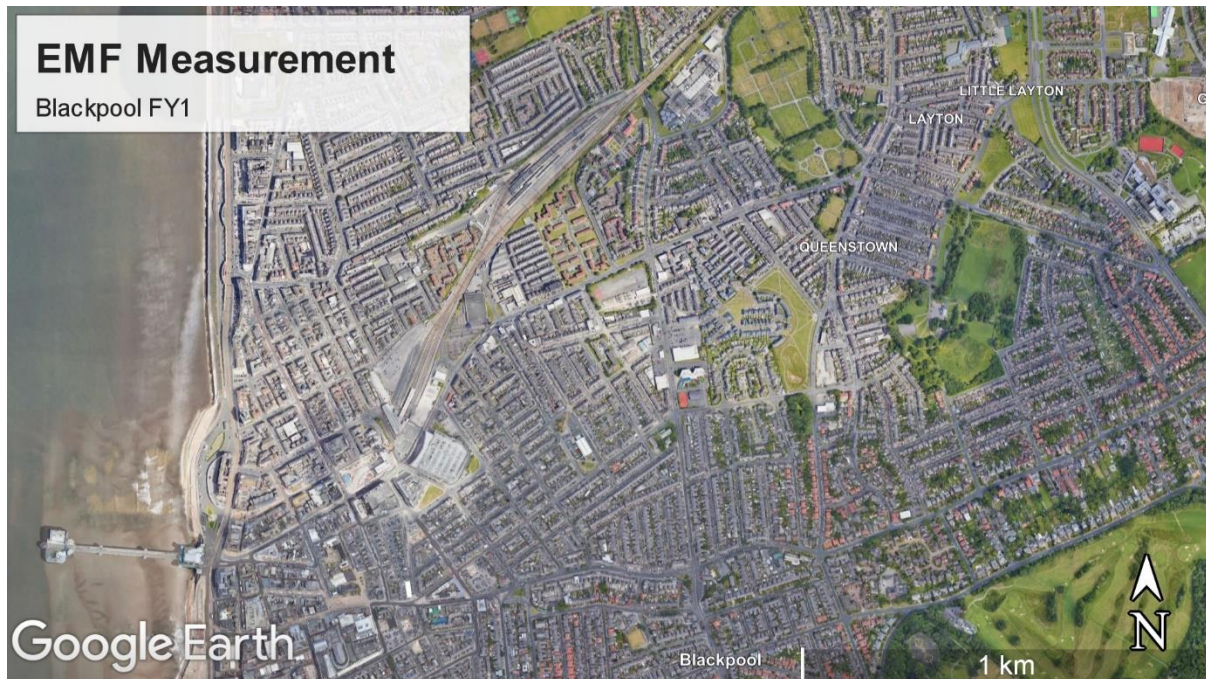 EMF Measurement
Blackpool FY1
LITTLE LAYTON
G
LAYTON
QUEENSTOWN
N
Google Earth
Blackpool
1 km